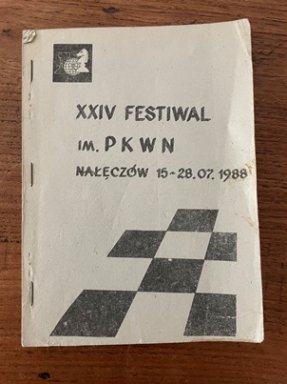 XXIV FESTIWAL
IM. PKWN
NAŁĘCZÓW 15-28.07.1988